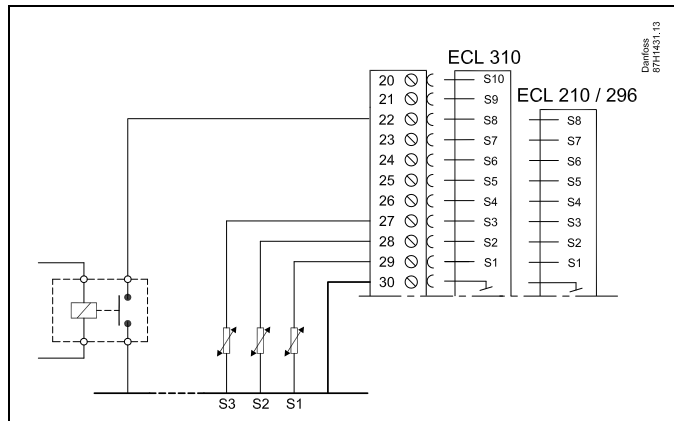 Danfoss
87H1431.13
ECL 310
ECL 210 / 296
20 S10
21 S9
22 S8 S8
23 S7 S7
24 S6 S6
25 S5 S5
26 S4 S4
27 S3 S3
28 S2 S2
29 S1 S1
30
S3 S2 S1